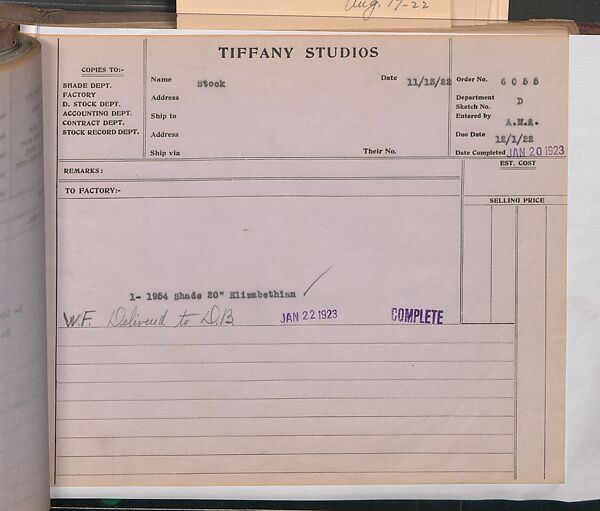 Aug. 17-22
TIFFANY STUDIOS
COPIES TO:-
SHADE DEPT.
FACTORY
D. STOCK DEPT.
ACCOUNTING DEPT.
CONTRACT DEPT.
STOCK RECORD DEPT.
Name Stock Date 11/13/22
Address
Ship to
Address
Ship via Their No.
Order No. 6055
Department D
Sketch No.
Entered by A.M.A.
Due Date 12/1/22
Date Completed JAN 20 1923
REMARKS:
EST. COST
TO FACTORY:-
SELLING PRICE
1- 1954 Shade 20" Elizabethian
W.F. Delivered to D.B. JAN 22 1923 COMPLETE